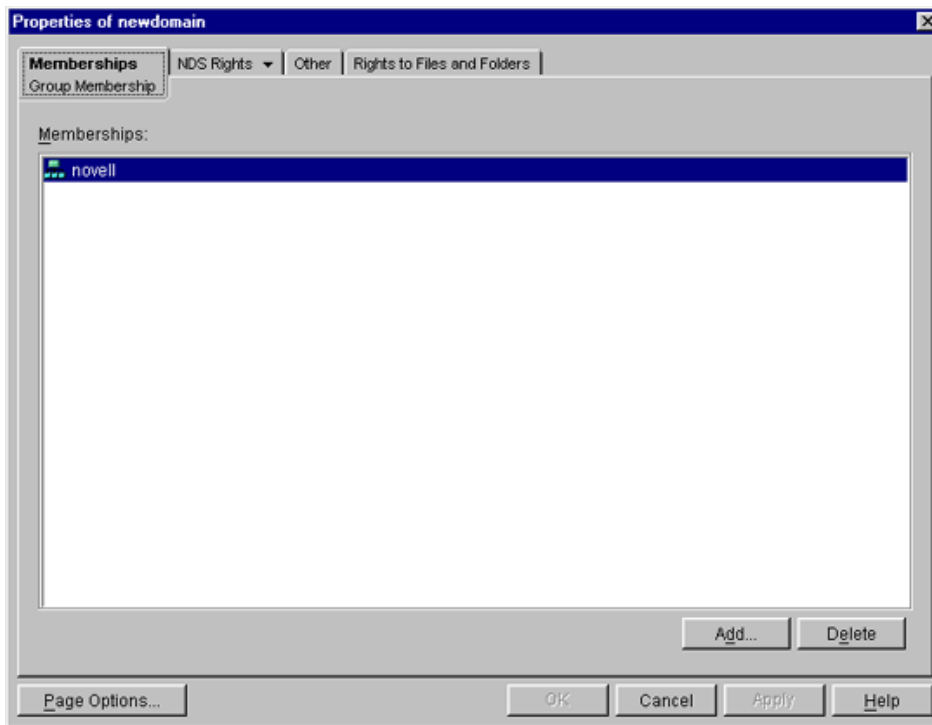 Properties of newdomain
Memberships NDS Rights Other Rights to Files and Folders
Group Membership
Memberships:
novell
Add... Delete
Page Options... OK Cancel Apply Help